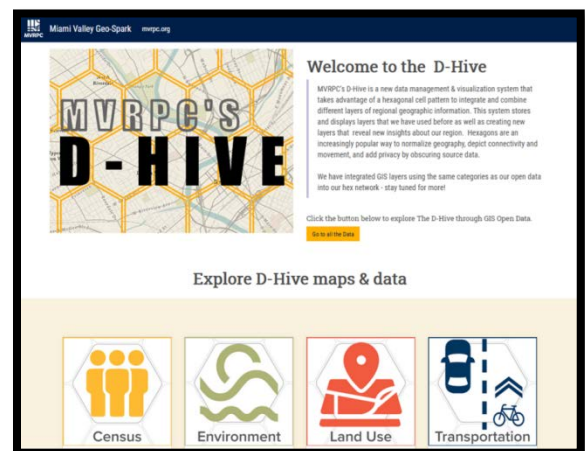 MVRPC
Miami Valley Geo-Spark mvrpc.org
MVRPC'S
D-HIVE
Welcome to the D-Hive
MVRPC's D-Hive is a new data management & visualization system that
takes advantage of a hexagonal cell pattern to integrate and combine
different layers of regional geographic information. This system stores
and displays layers that we have used before as well as creating new
layers that reveal new insights about our region. Hexagons are an
increasingly popular way to normalize geography, depict connectivity and
movement, and add privacy by obscuring source data.
We have integrated GIS layers using the same categories as our open data
into our hex network - stay tuned for more!
Click the button below to explore The D-Hive through GIS Open Data.
Go to all the Data
Explore D-Hive maps & data
Census
Environment
Land Use
Transportation